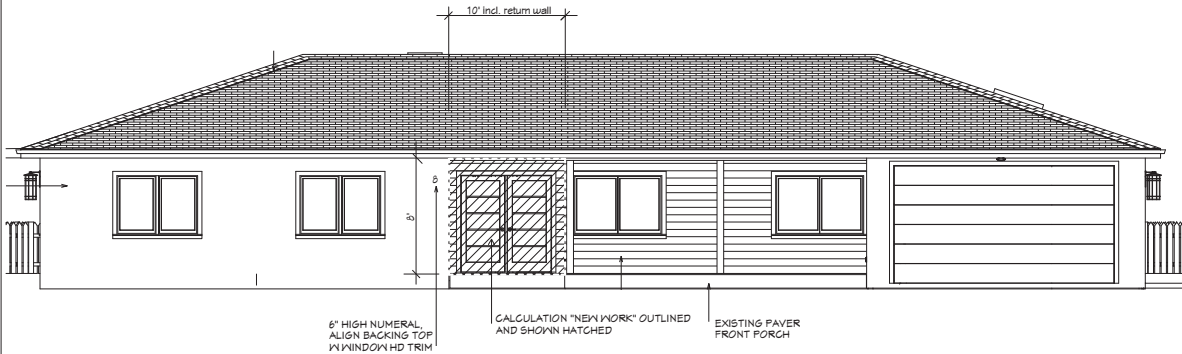 10' incl. return wall
8'
6" HIGH NUMERAL,
ALIGN BACKING TOP
W WINDOW HD TRIM
CALCULATION "NEW WORK" OUTLINED
AND SHOWN HATCHED
EXISTING PAVER
FRONT PORCH